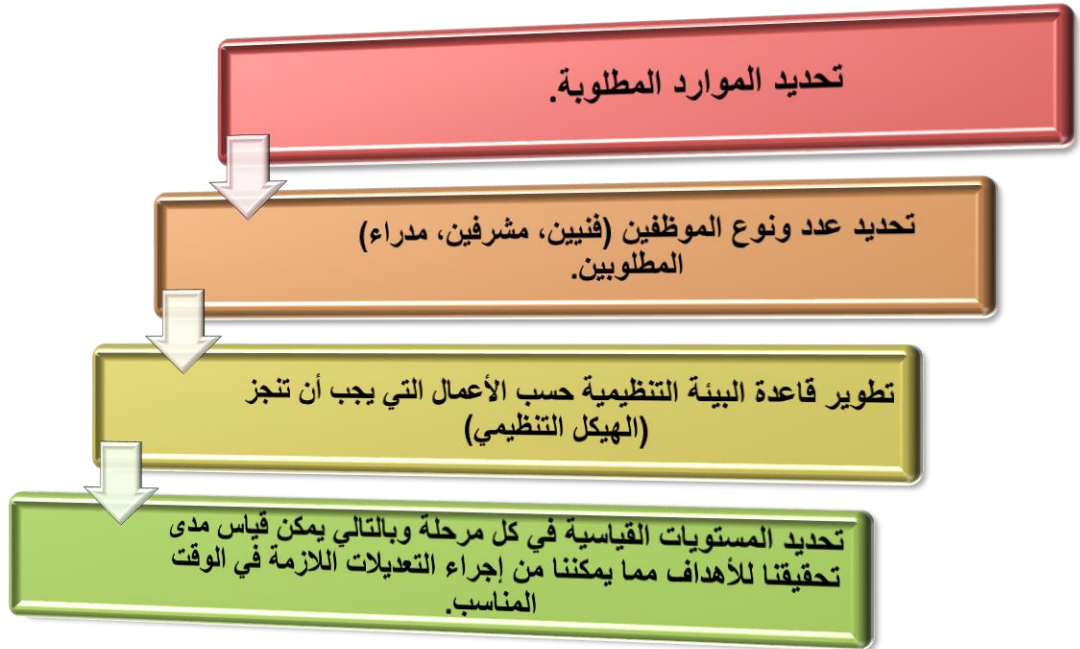 تحديد الموارد المطلوبة.
تحديد عدد ونوع الموظفين (فنيين، مشرفين، مدراء)
المطلوبين.
تطوير قاعدة البيئة التنظيمية حسب الأعمال التي يجب أن تنجز
(الهيكل التنظيمي)
تحديد المستويات القياسية في كل مرحلة وبالتالي يمكن قياس مدى
تحقيقنا للأهداف مما يمكننا من إجراء التعديلات اللازمة في الوقت
المناسب.